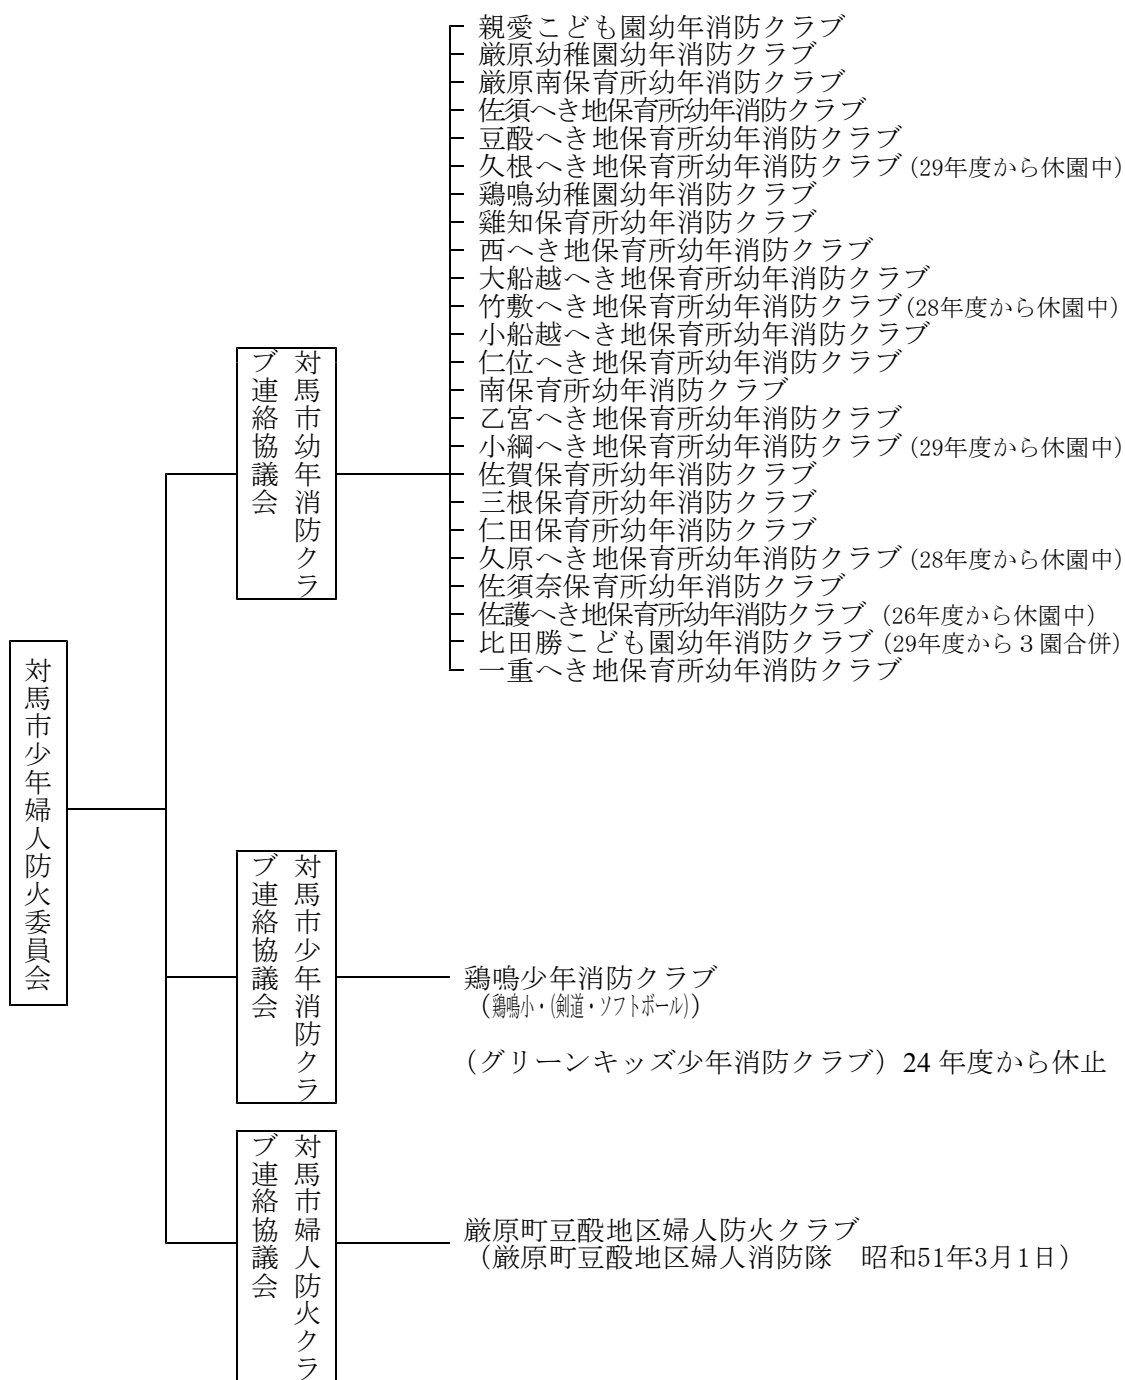 親愛こども園幼年消防クラブ
厳原幼稚園幼年消防クラブ
厳原南保育所幼年消防クラブ
佐須へき地保育所幼年消防クラブ
豆酘へき地保育所幼年消防クラブ
久根へき地保育所幼年消防クラブ(29年度から休園中)
鶏鳴幼稚園幼年消防クラブ
雞知保育所幼年消防クラブ
西へき地保育所幼年消防クラブ
大船越へき地保育所幼年消防クラブ
竹敷へき地保育所幼年消防クラブ(28年度から休園中)
小船越へき地保育所幼年消防クラブ
仁位へき地保育所幼年消防クラブ
南保育所幼年消防クラブ
乙宮へき地保育所幼年消防クラブ
小綱へき地保育所幼年消防クラブ(29年度から休園中)
佐賀保育所幼年消防クラブ
三根保育所幼年消防クラブ
仁田保育所幼年消防クラブ
久原へき地保育所幼年消防クラブ(28年度から休園中)
佐須奈保育所幼年消防クラブ
佐護へき地保育所幼年消防クラブ (26年度から休園中)
比田勝こども園幼年消防クラブ(29年度から3園合併)
一重へき地保育所幼年消防クラブ
対馬市幼年消防クラ
ブ連絡協議会
対馬市少年婦人防火委員会
対馬市少年消防クラ
ブ連絡協議会
鶏鳴少年消防クラブ
(鶏鳴小・(剣道・ソフトボール))
(グリーンキッズ少年消防クラブ)24年度から休止
対馬市婦人防火クラ
ブ連絡協議会
厳原町豆酘地区婦人防火クラブ
(厳原町豆酘地区婦人消防隊 昭和51年3月1日)